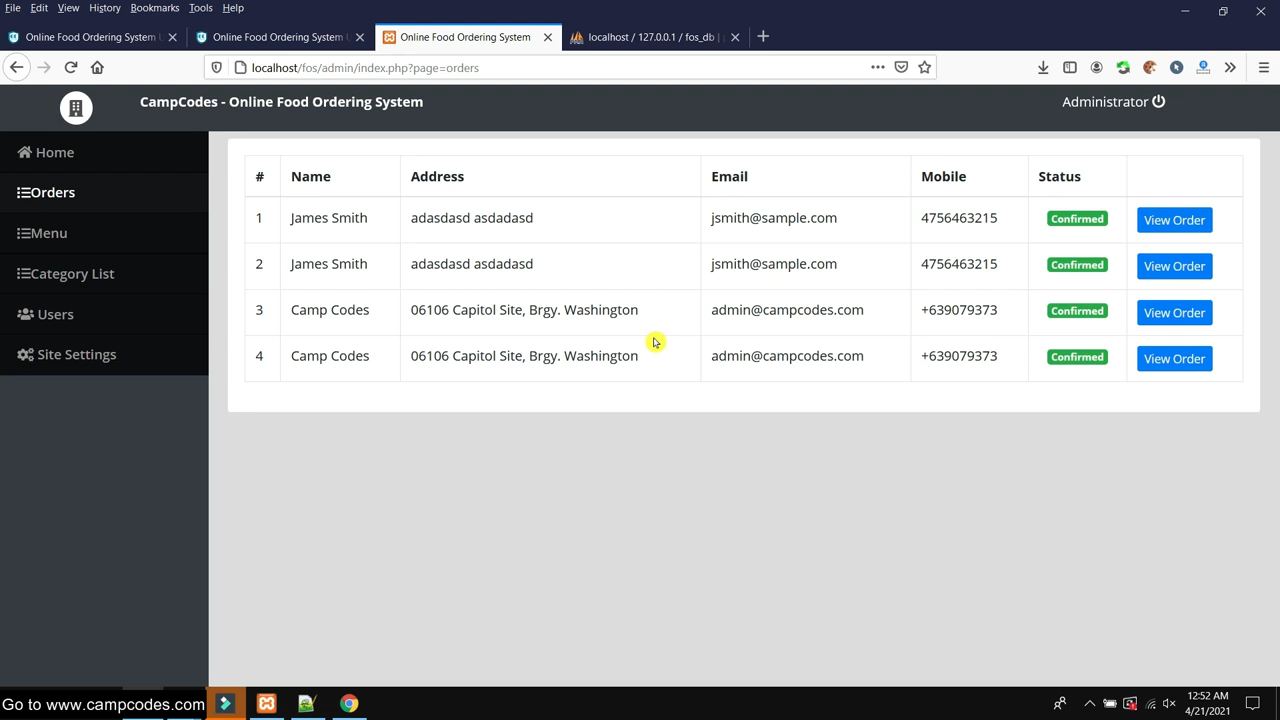 File Edit View History Bookmarks Tools Help
Online Food Ordering System U
Online Food Ordering System U
Online Food Ordering System
localhost / 127.0.0.1 / fos_db |
localhost/fos/admin/index.php?page=orders
CampCodes - Online Food Ordering System
Administrator
Home
Orders
Menu
Category List
Users
Site Settings
# Name Address Email Mobile Status
1 James Smith adasdasd asdadasd jsmith@sample.com 4756463215 Confirmed View Order
2 James Smith adasdasd asdadasd jsmith@sample.com 4756463215 Confirmed View Order
3 Camp Codes 06106 Capitol Site, Brgy. Washington admin@campcodes.com +639079373 Confirmed View Order
4 Camp Codes 06106 Capitol Site, Brgy. Washington admin@campcodes.com +639079373 Confirmed View Order
Go to www.campcodes.com
12:52 AM
4/21/2021